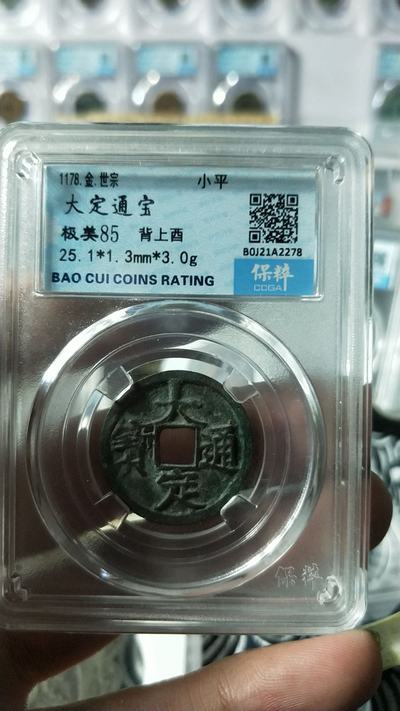 1178.金.世宗 小平
大定通宝
极美85 背上酉
25.1*1.3mm*3.0g
B0J21A2278
BAO CUI COINS RATING
保粹
CCGA
大定通寳
保粹